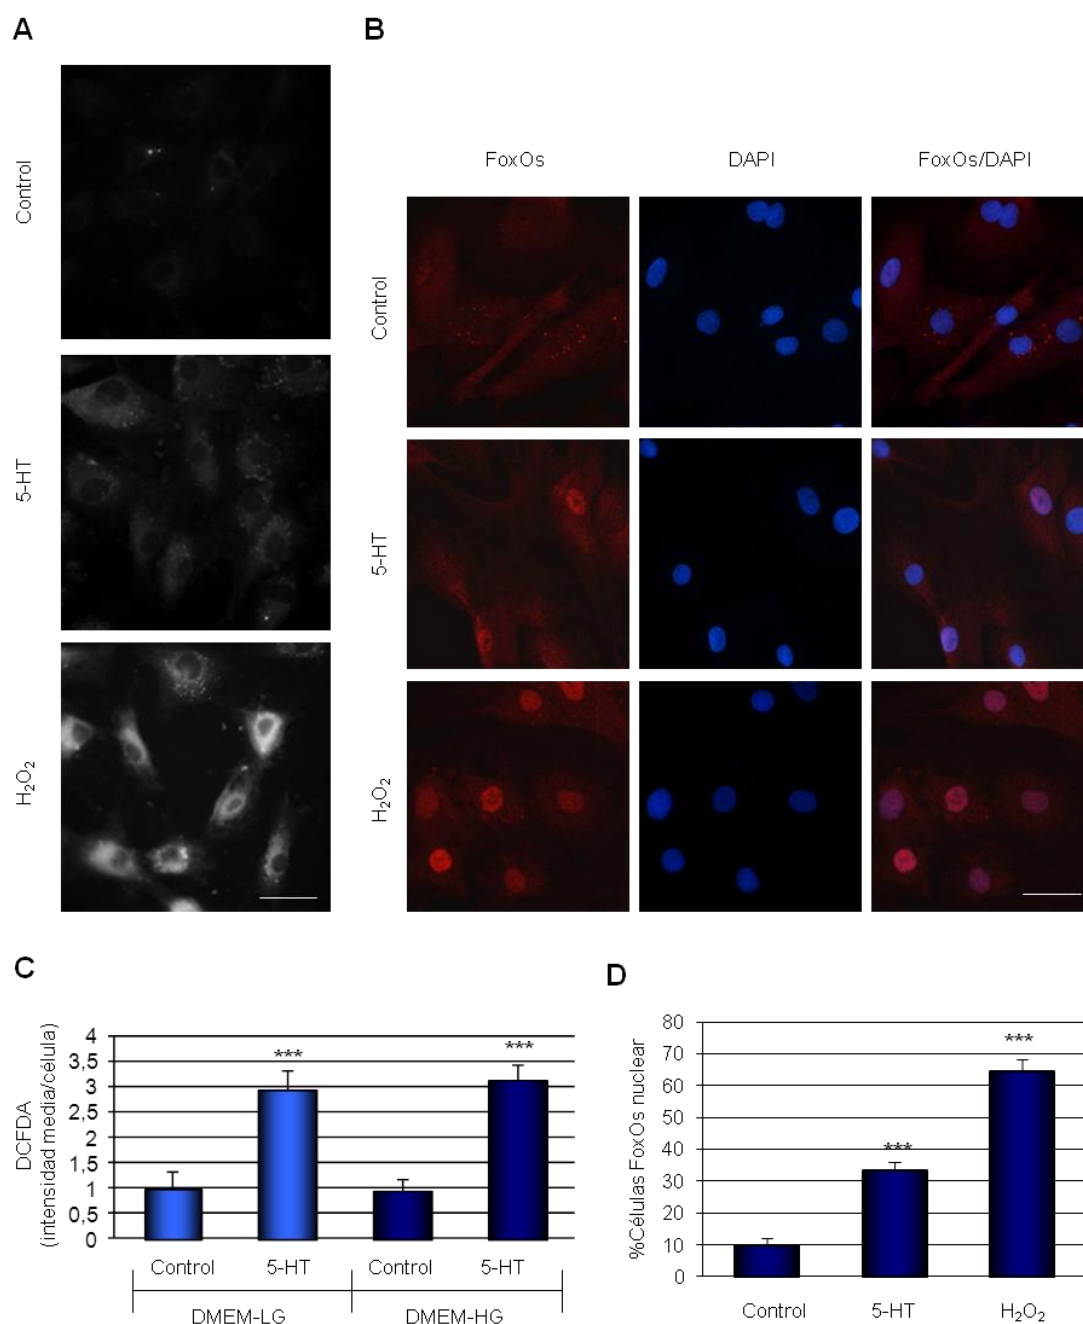 A
B
FoxOs DAPI FoxOs/DAPI
Control
5-HT
H₂O₂
Control
5-HT
H₂O₂
C
DCFDA
(intensidad media/célula)
4
3,5
3
2,5
2
1,5
1
0,5
0
*** ***
Control 5-HT Control 5-HT
DMEM-LG DMEM-HG
D
%Células FoxOs nuclear
80
70
60
50
40
30
20
10
0
***
***
Control 5-HT H₂O₂